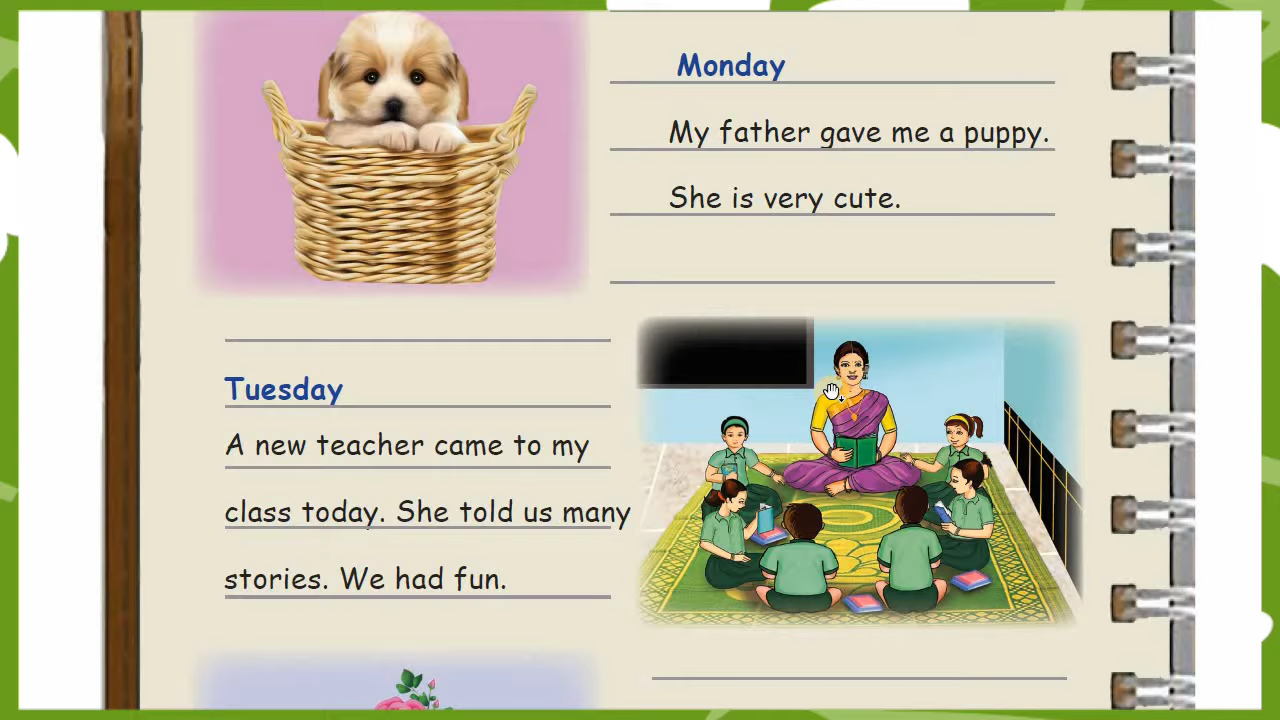 Monday
My father gave me a puppy.
She is very cute.
Tuesday
A new teacher came to my
class today. She told us many
stories. We had fun.